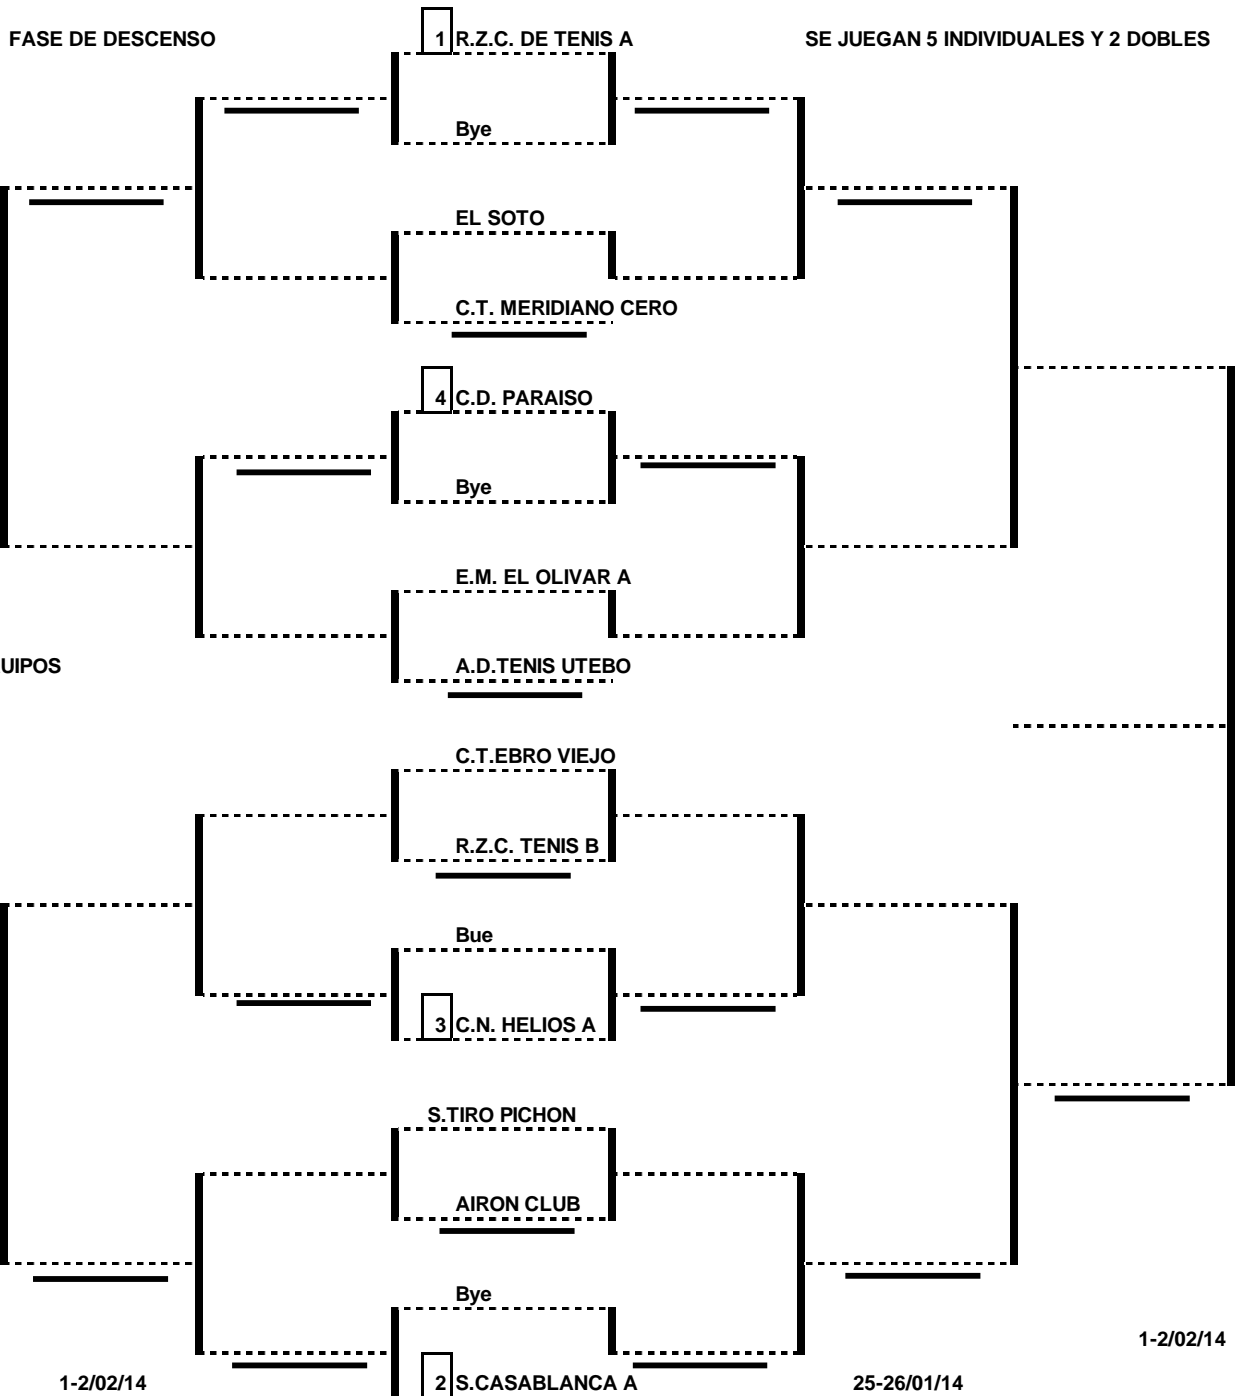 FASE DE DESCENSO
1 R.Z.C. DE TENIS A
SE JUEGAN 5 INDIVIDUALES Y 2 DOBLES
Bye
EL SOTO
C.T. MERIDIANO CERO
4 C.D. PARAISO
Bye
E.M. EL OLIVAR A
UIPOS
A.D.TENIS UTEBO
C.T.EBRO VIEJO
R.Z.C. TENIS B
Bue
3 C.N. HELIOS A
S.TIRO PICHON
AIRON CLUB
Bye
1-2/02/14
1-2/02/14
2 S.CASABLANCA A
25-26/01/14